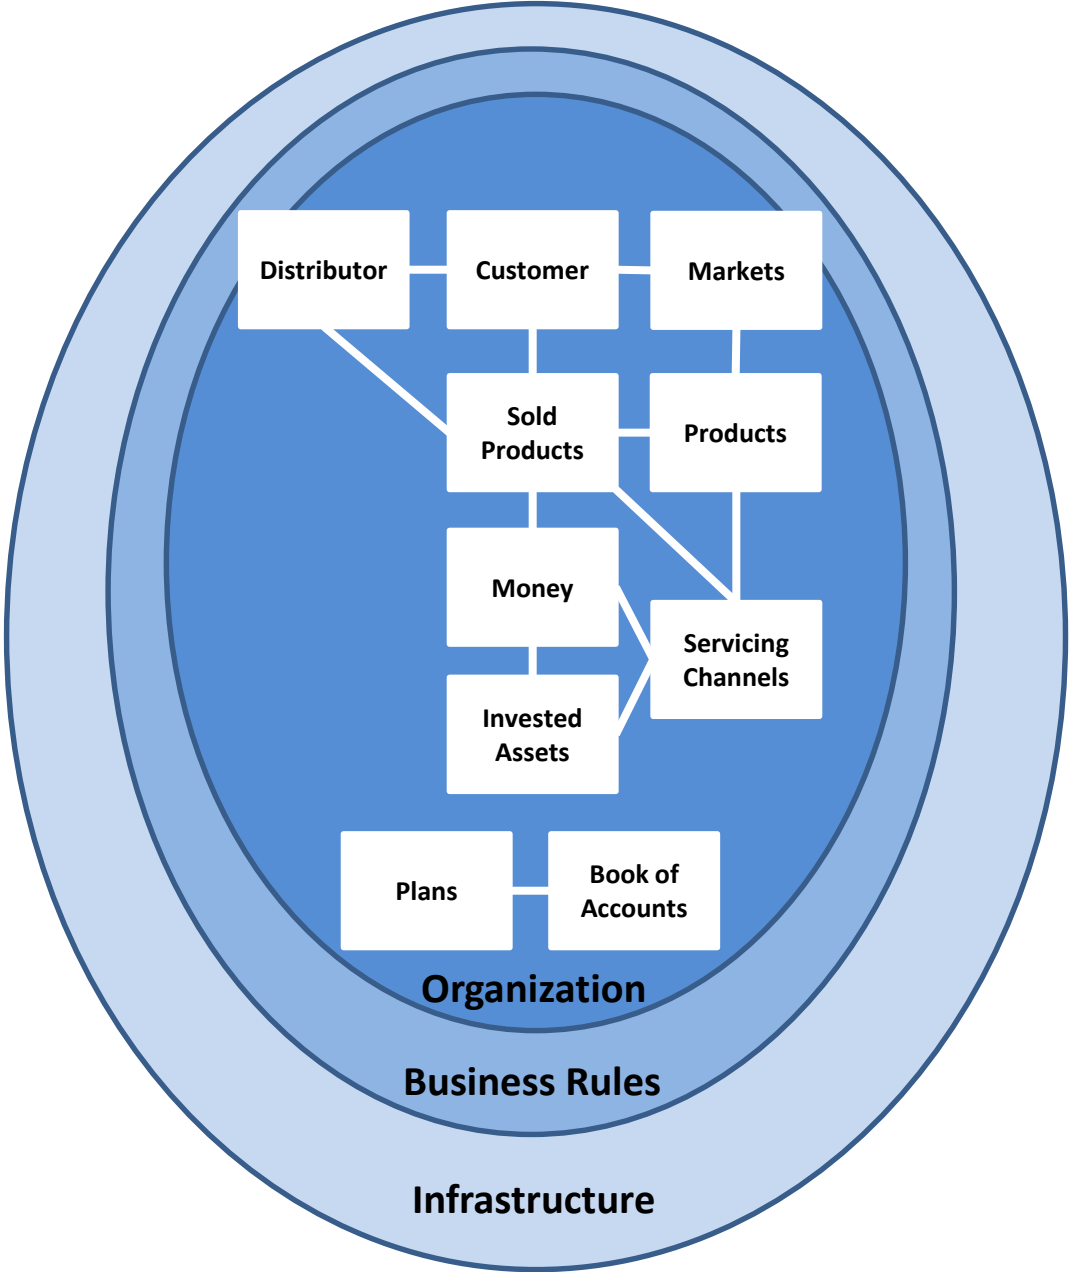 Distributor
Customer
Markets
Sold
Products
Products
Money
Servicing
Channels
Invested
Assets
Plans
Book of
Accounts
Organization
Business Rules
Infrastructure